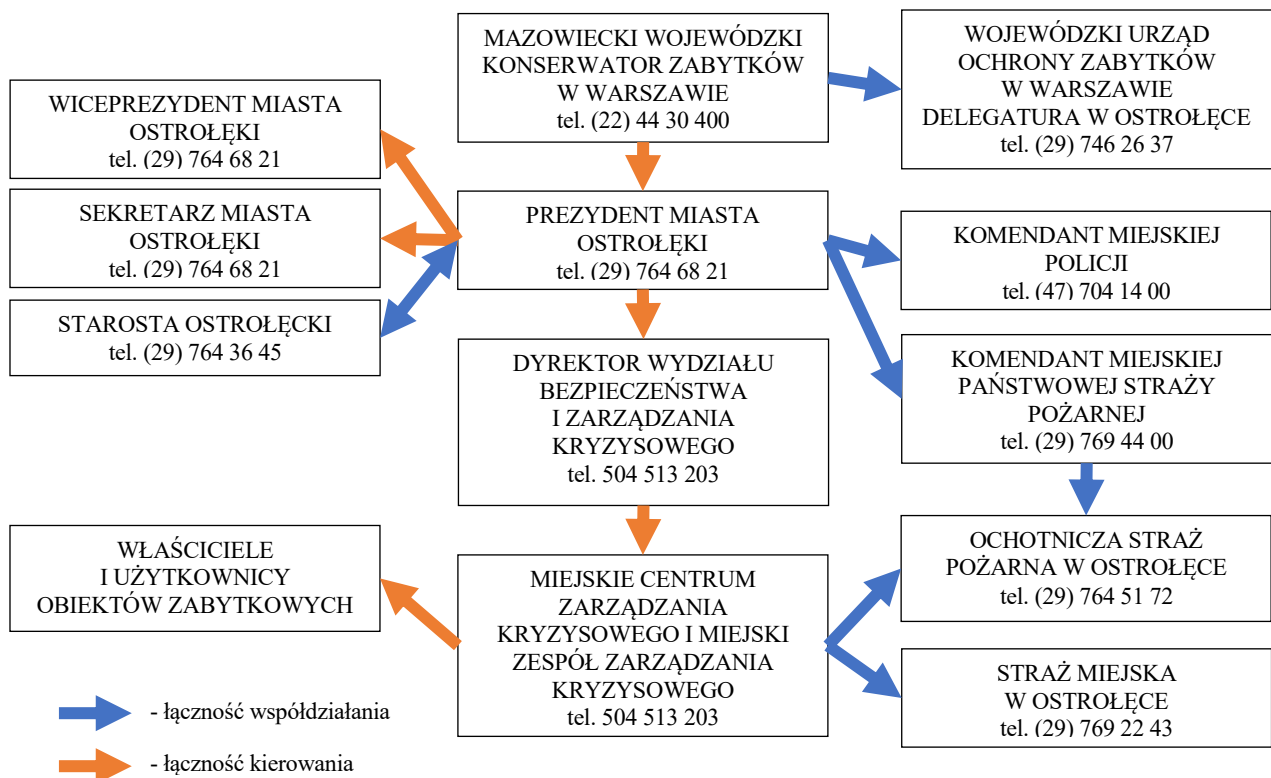 MAZOWIECKI WOJEWÓDZKI
KONSERWATOR ZABYTKÓW
W WARSZAWIE
tel. (22) 44 30 400
WOJEWÓDZKI URZĄD
OCHRONY ZABYTKÓW
W WARSZAWIE
DELEGATURA W OSTROŁĘCE
tel. (29) 746 26 37
WICEPREZYDENT MIASTA
OSTROŁĘKI
tel. (29) 764 68 21
SEKRETARZ MIASTA
OSTROŁĘKI
tel. (29) 764 68 21
STAROSTA OSTROŁĘCKI
tel. (29) 764 36 45
PREZYDENT MIASTA
OSTROŁĘKI
tel. (29) 764 68 21
KOMENDANT MIEJSKIEJ
POLICJI
tel. (47) 704 14 00
DYREKTOR WYDZIAŁU
BEZPIECZEŃSTWA
I ZARZĄDZANIA
KRYZYSOWEGO
tel. 504 513 203
KOMENDANT MIEJSKIEJ
PAŃSTWOWEJ STRAŻY
POŻARNEJ
tel. (29) 769 44 00
WŁAŚCICIELE
I UŻYTKOWNICY
OBIEKTÓW ZABYTKOWYCH
MIEJSKIE CENTRUM
ZARZĄDZANIA
KRYZYSOWEGO I MIEJSKI
ZESPÓŁ ZARZĄDZANIA
KRYZYSOWEGO
tel. 504 513 203
OCHOTNICZA STRAŻ
POŻARNA W OSTROŁĘCE
tel. (29) 764 51 72
STRAŻ MIEJSKA
W OSTROŁĘCE
tel. (29) 769 22 43
- łączność współdziałania
- łączność kierowania